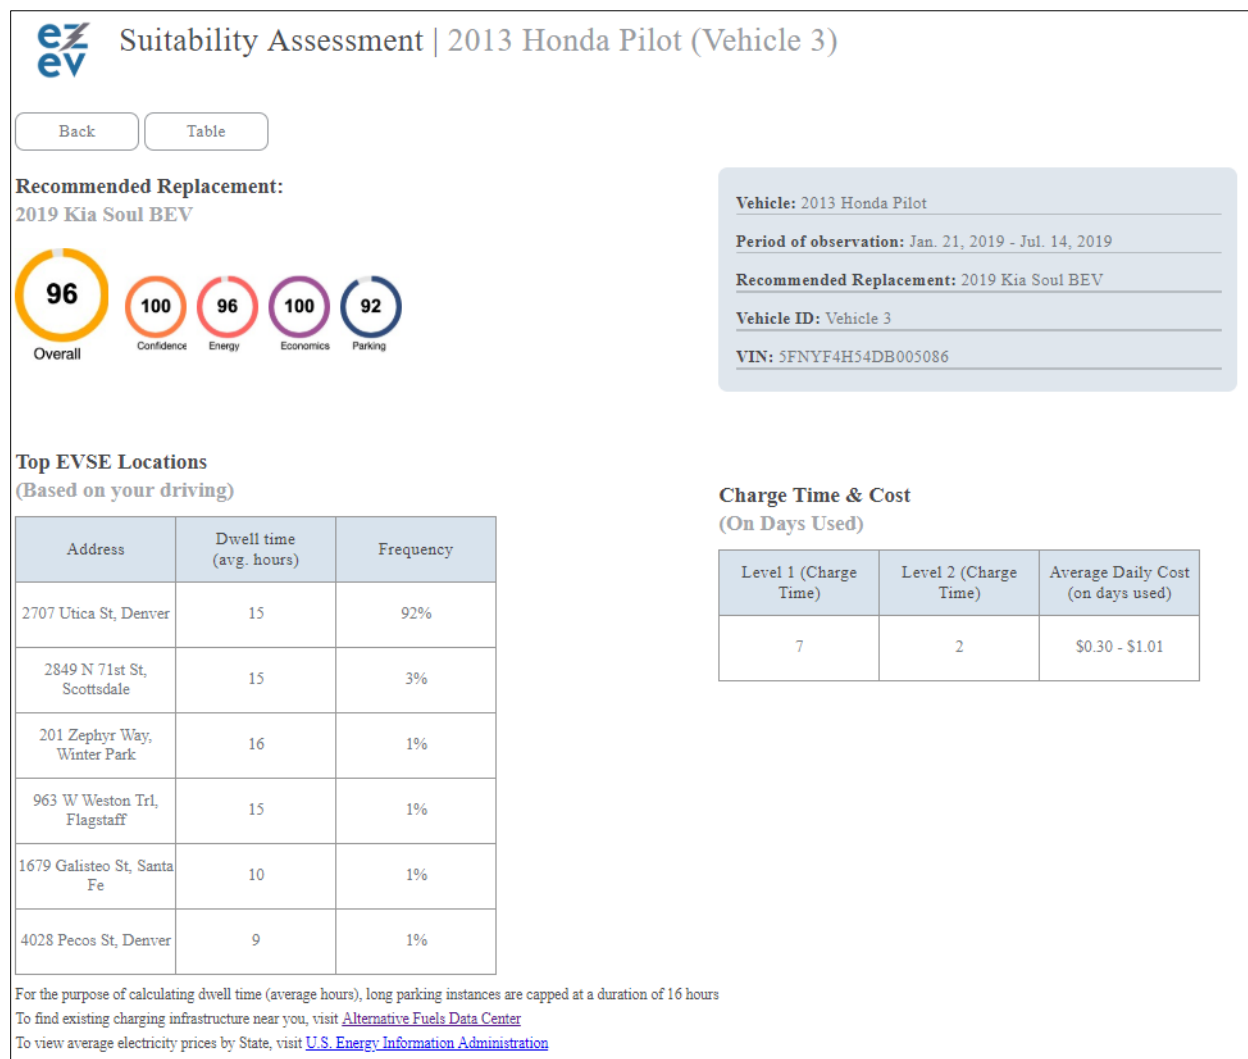 ez
ev
Suitability Assessment | 2013 Honda Pilot (Vehicle 3)
Back
Table
Recommended Replacement:
2019 Kia Soul BEV
96
Overall
100
Confidence
96
Energy
100
Economics
92
Parking
Vehicle: 2013 Honda Pilot
Period of observation: Jan. 21, 2019 - Jul. 14, 2019
Recommended Replacement: 2019 Kia Soul BEV
Vehicle ID: Vehicle 3
VIN: 5FNYF4H54DB005086
Top EVSE Locations
(Based on your driving)
Address
Dwell time
(avg. hours)
Frequency
2707 Utica St, Denver
15
92%
2849 N 71st St,
Scottsdale
15
3%
201 Zephyr Way,
Winter Park
16
1%
963 W Weston Trl,
Flagstaff
15
1%
1679 Galisteo St, Santa
Fe
10
1%
4028 Pecos St, Denver
9
1%
Charge Time & Cost
(On Days Used)
Level 1 (Charge
Time)
Level 2 (Charge
Time)
Average Daily Cost
(on days used)
7
2
$0.30 - $1.01
For the purpose of calculating dwell time (average hours), long parking instances are capped at a duration of 16 hours
To find existing charging infrastructure near you, visit Alternative Fuels Data Center
To view average electricity prices by State, visit U.S. Energy Information Administration